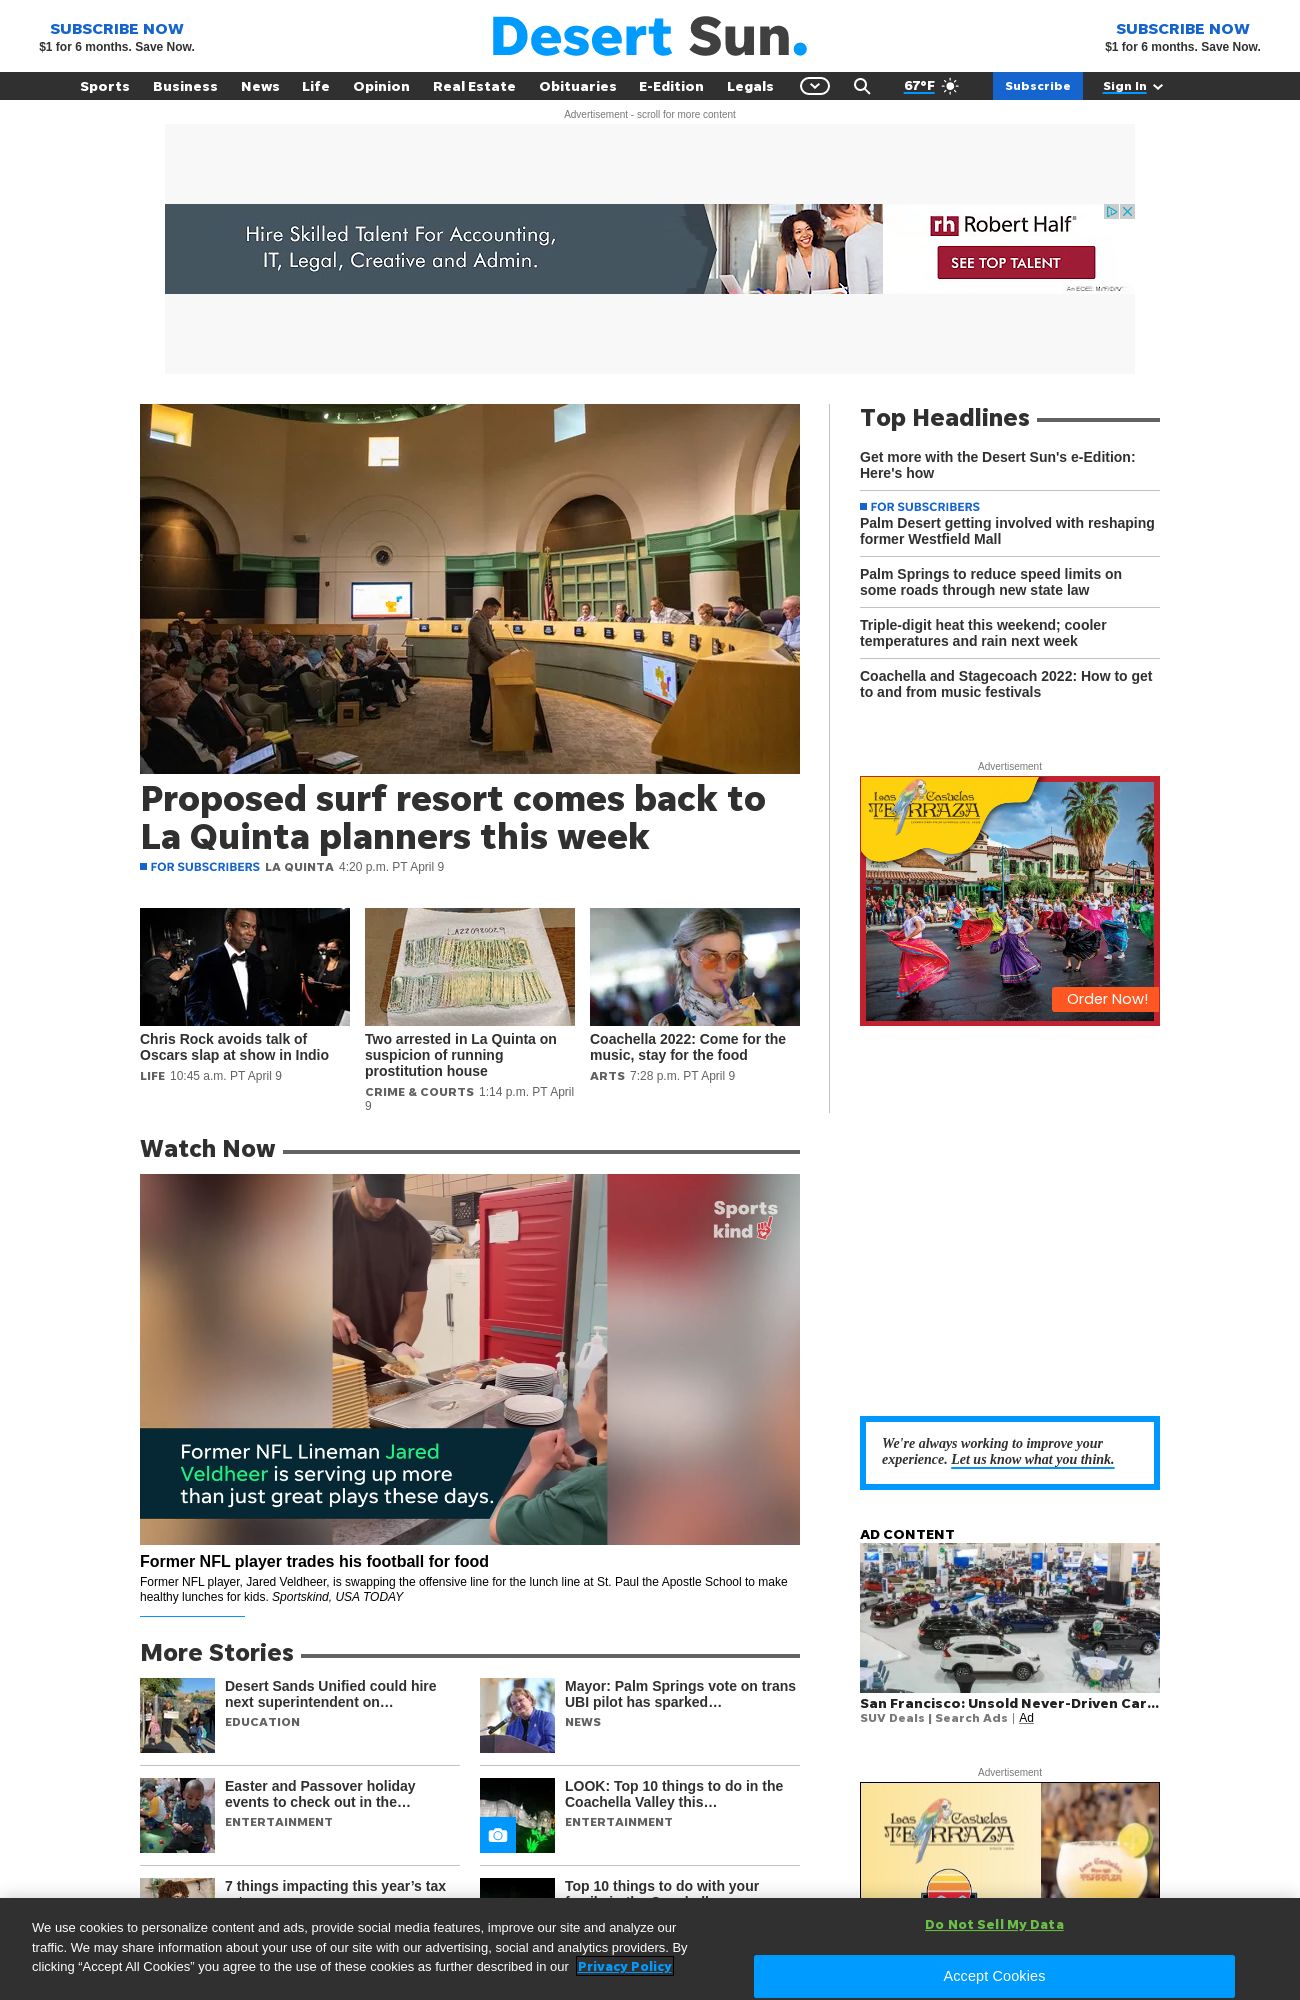 SUBSCRIBE NOW
$1 for 6 months. Save Now.
Desert Sun.
SUBSCRIBE NOW
$1 for 6 months. Save Now.
Sports Business News Life Opinion Real Estate Obituaries E-Edition Legals 67°F Subscribe Sign In
Advertisement - scroll for more content
Hire Skilled Talent For Accounting,
IT, Legal, Creative and Admin.
rh Robert Half®
SEE TOP TALENT
Proposed surf resort comes back to
La Quinta planners this week
FOR SUBSCRIBERS LA QUINTA 4:20 p.m. PT April 9
LA220980029
Chris Rock avoids talk of
Oscars slap at show in Indio
LIFE 10:45 a.m. PT April 9
Two arrested in La Quinta on
suspicion of running
prostitution house
CRIME & COURTS 1:14 p.m. PT April
9
Coachella 2022: Come for the
music, stay for the food
ARTS 7:28 p.m. PT April 9
Top Headlines
Get more with the Desert Sun's e-Edition:
Here's how
FOR SUBSCRIBERS
Palm Desert getting involved with reshaping
former Westfield Mall
Palm Springs to reduce speed limits on
some roads through new state law
Triple-digit heat this weekend; cooler
temperatures and rain next week
Coachella and Stagecoach 2022: How to get
to and from music festivals
Advertisement
Las Casuelas
TERRAZA
Order Now!
Watch Now
Sports
kind
Former NFL Lineman Jared
Veldheer is serving up more
than just great plays these days.
Former NFL player trades his football for food
Former NFL player, Jared Veldheer, is swapping the offensive line for the lunch line at St. Paul the Apostle School to make
healthy lunches for kids. Sportskind, USA TODAY
We're always working to improve your
experience. Let us know what you think.
AD CONTENT
San Francisco: Unsold Never-Driven Car...
SUV Deals | Search Ads | Ad
Advertisement
Las Casuelas
TERRAZA
More Stories
Desert Sands Unified could hire
next superintendent on…
EDUCATION
Mayor: Palm Springs vote on trans
UBI pilot has sparked…
NEWS
Easter and Passover holiday
events to check out in the…
ENTERTAINMENT
LOOK: Top 10 things to do in the
Coachella Valley this…
ENTERTAINMENT
7 things impacting this year’s tax
Top 10 things to do with your
We use cookies to personalize content and ads, provide social media features, improve our site and analyze our
traffic. We may share information about your use of our site with our advertising, social and analytics providers. By
clicking “Accept All Cookies” you agree to the use of these cookies as further described in our Privacy Policy
Do Not Sell My Data
Accept Cookies